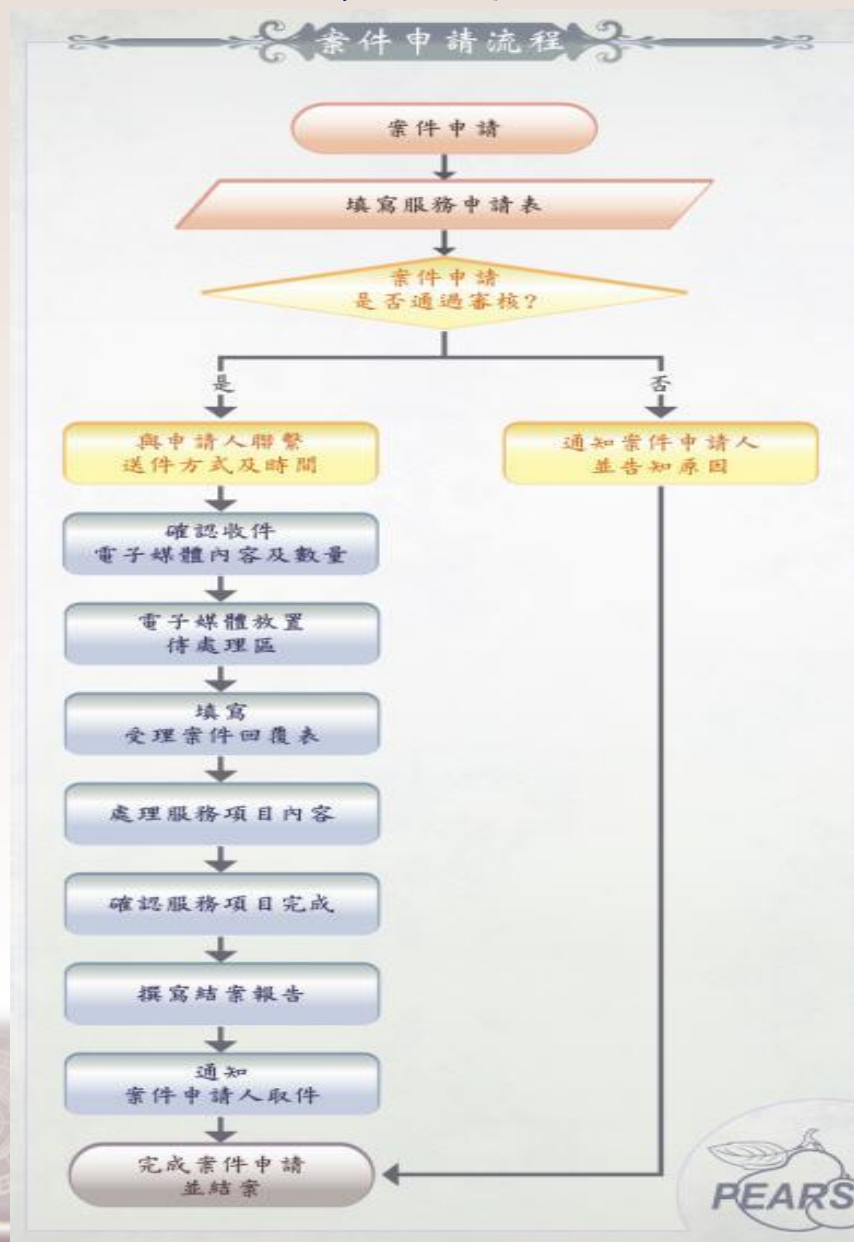 案件申請流程
案件申請
填寫服務申請表
案件申請
是否通過審核?
是
否
與申請人聯繫
送件方式及時間
通知案件申請人
並告知原因
確認收件
電子媒體內容及數量
電子媒體放置
待處理區
填寫
受理案件回覆表
處理服務項目內容
確認服務項目完成
撰寫結案報告
通知
案件申請人取件
完成案件申請
並結案
PEARS